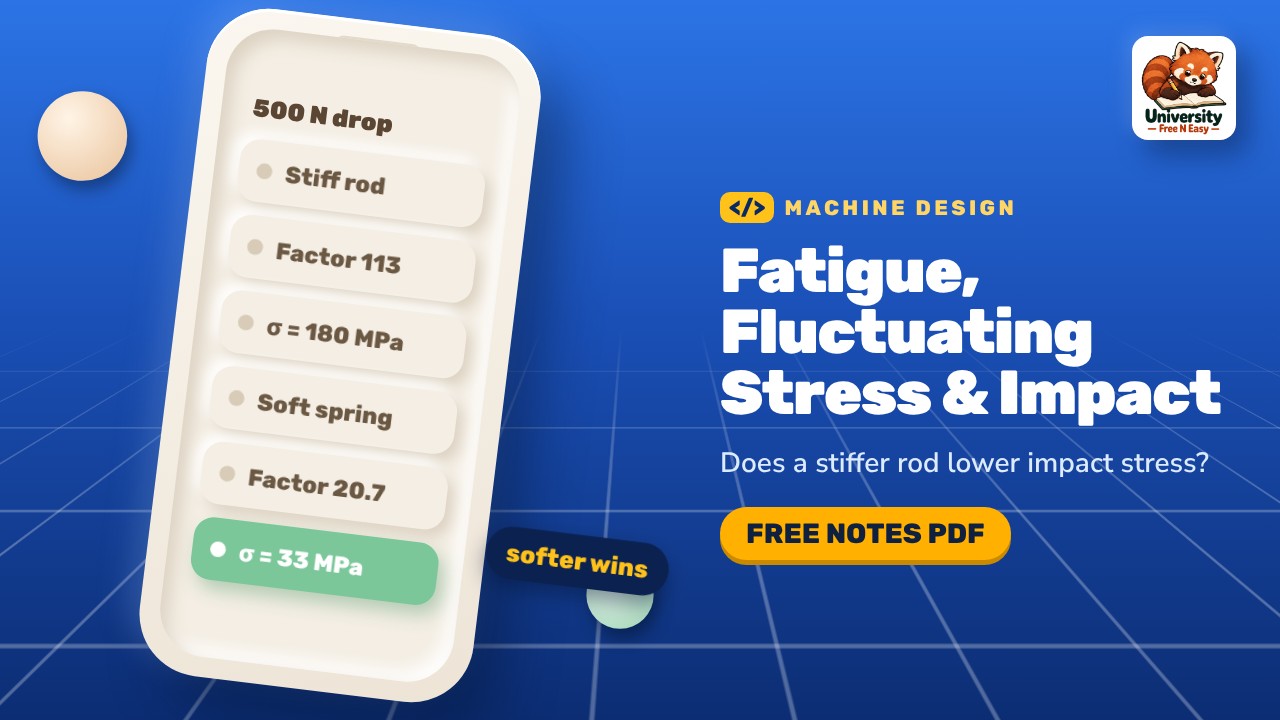 500 N drop
Stiff rod
Factor 113
σ = 180 MPa
Soft spring
Factor 20.7
σ = 33 MPa
softer wins
University
Free N Easy
</> MACHINE DESIGN
Fatigue,
Fluctuating
Stress & Impact
Does a stiffer rod lower impact stress?
FREE NOTES PDF